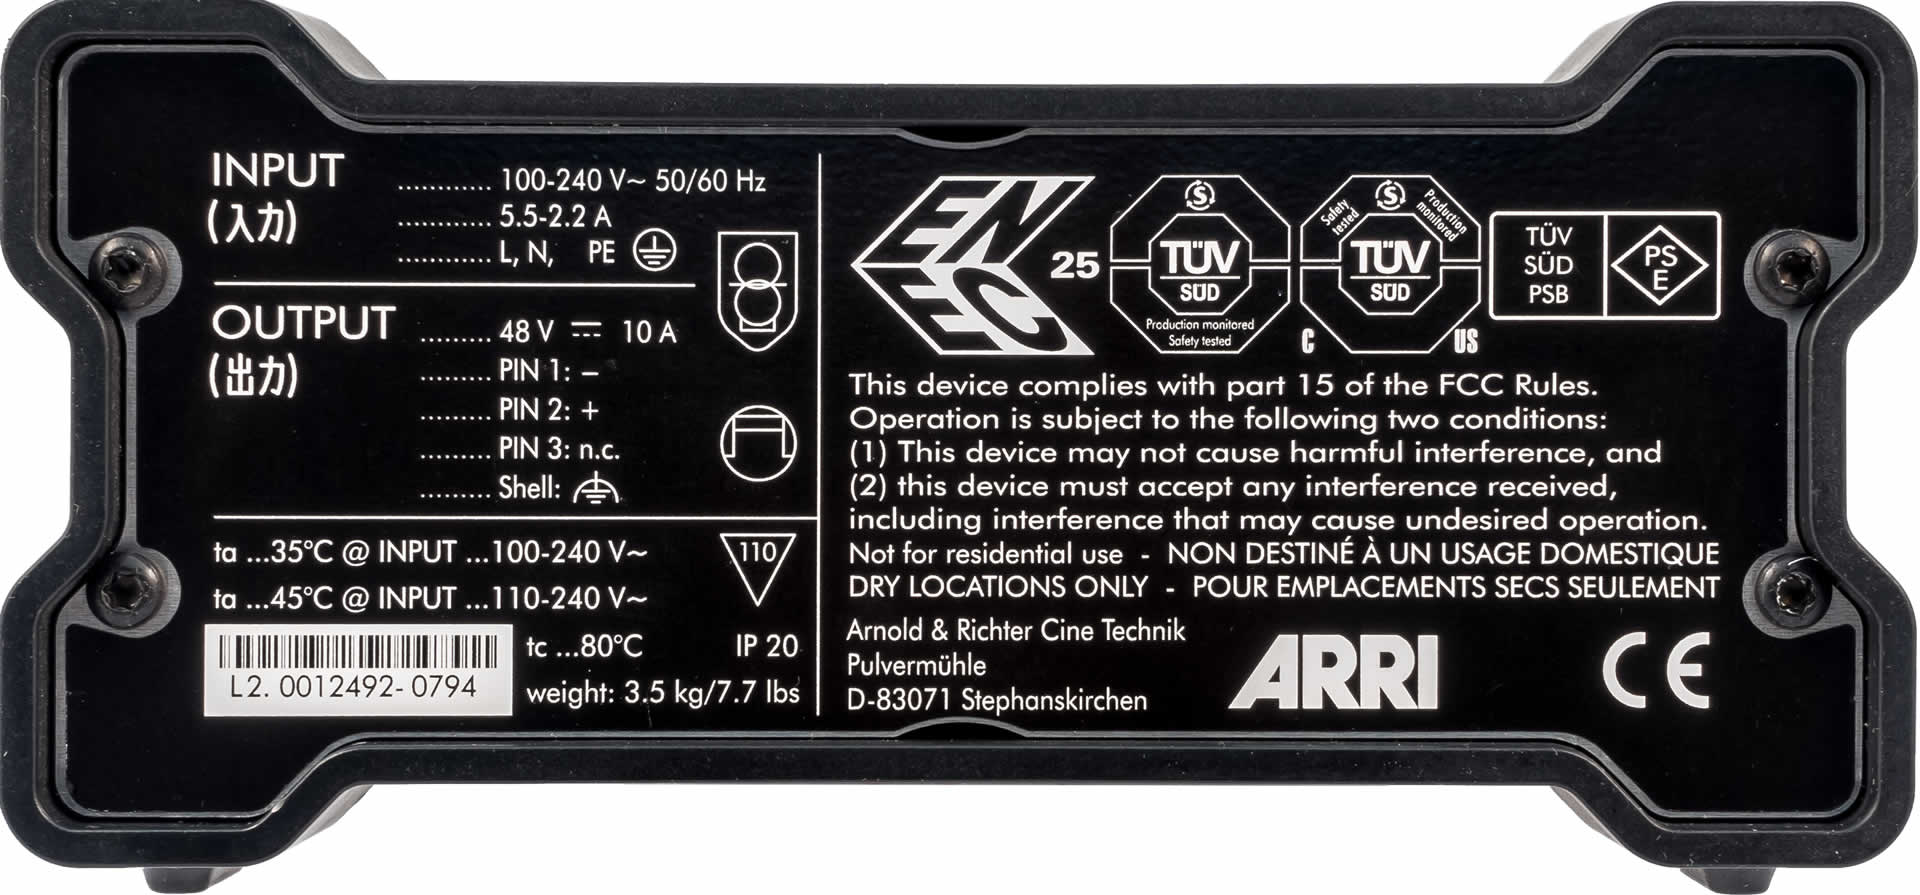 INPUT ............ 100-240 V~ 50/60 Hz
(入力) ............ 5.5-2.2 A
............ L, N, PE
OUTPUT ......... 48 V ⎓ 10 A
(出力) ......... PIN 1: −
......... PIN 2: +
......... PIN 3: n.c.
......... Shell:
ta ...35°C @ INPUT ...100-240 V~
ta ...45°C @ INPUT ...110-240 V~
110
tc ...80°C IP 20
L2. 0012492- 0794
weight: 3.5 kg/7.7 lbs
EN
EC
25
S
TÜV
SÜD
Production monitored
Safety tested
Safety tested
S
Production monitored
TÜV
SÜD
C US
TÜV
SÜD
PSB
PS
E
This device complies with part 15 of the FCC Rules.
Operation is subject to the following two conditions:
(1) This device may not cause harmful interference, and
(2) this device must accept any interference received,
including interference that may cause undesired operation.
Not for residential use - NON DESTINÉ À UN USAGE DOMESTIQUE
DRY LOCATIONS ONLY - POUR EMPLACEMENTS SECS SEULEMENT
Arnold & Richter Cine Technik
Pulvermühle
D-83071 Stephanskirchen
ARRI
CE